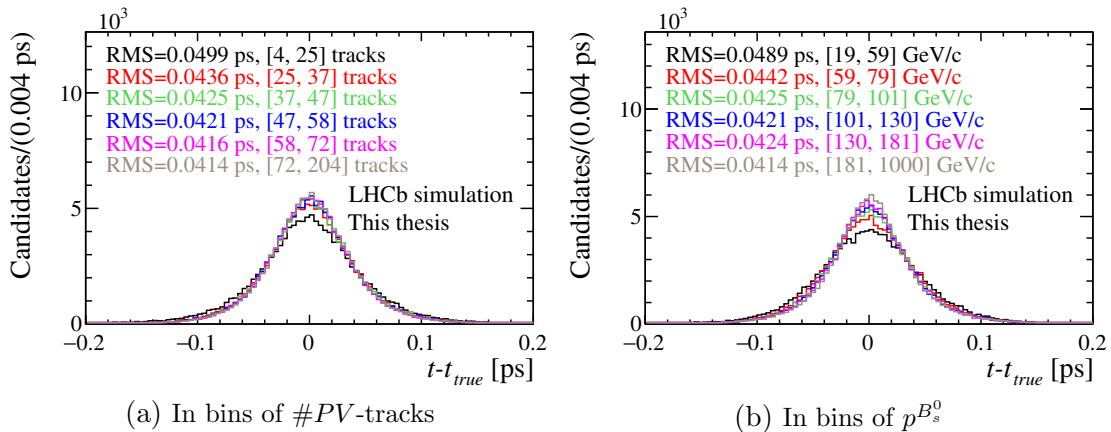 10³
Candidates/(0.004 ps)
RMS=0.0499 ps, [4, 25] tracks
RMS=0.0436 ps, [25, 37] tracks
RMS=0.0425 ps, [37, 47] tracks
RMS=0.0421 ps, [47, 58] tracks
RMS=0.0416 ps, [58, 72] tracks
RMS=0.0414 ps, [72, 204] tracks
LHCb simulation
This thesis
10
5
0
−0.2 −0.1 0 0.1 0.2
t-t_true [ps]
(a) In bins of #PV-tracks
10³
Candidates/(0.004 ps)
RMS=0.0489 ps, [19, 59] GeV/c
RMS=0.0442 ps, [59, 79] GeV/c
RMS=0.0425 ps, [79, 101] GeV/c
RMS=0.0421 ps, [101, 130] GeV/c
RMS=0.0424 ps, [130, 181] GeV/c
RMS=0.0414 ps, [181, 1000] GeV/c
LHCb simulation
This thesis
10
5
0
−0.2 −0.1 0 0.1 0.2
t-t_true [ps]
(b) In bins of p^{B_s^0}